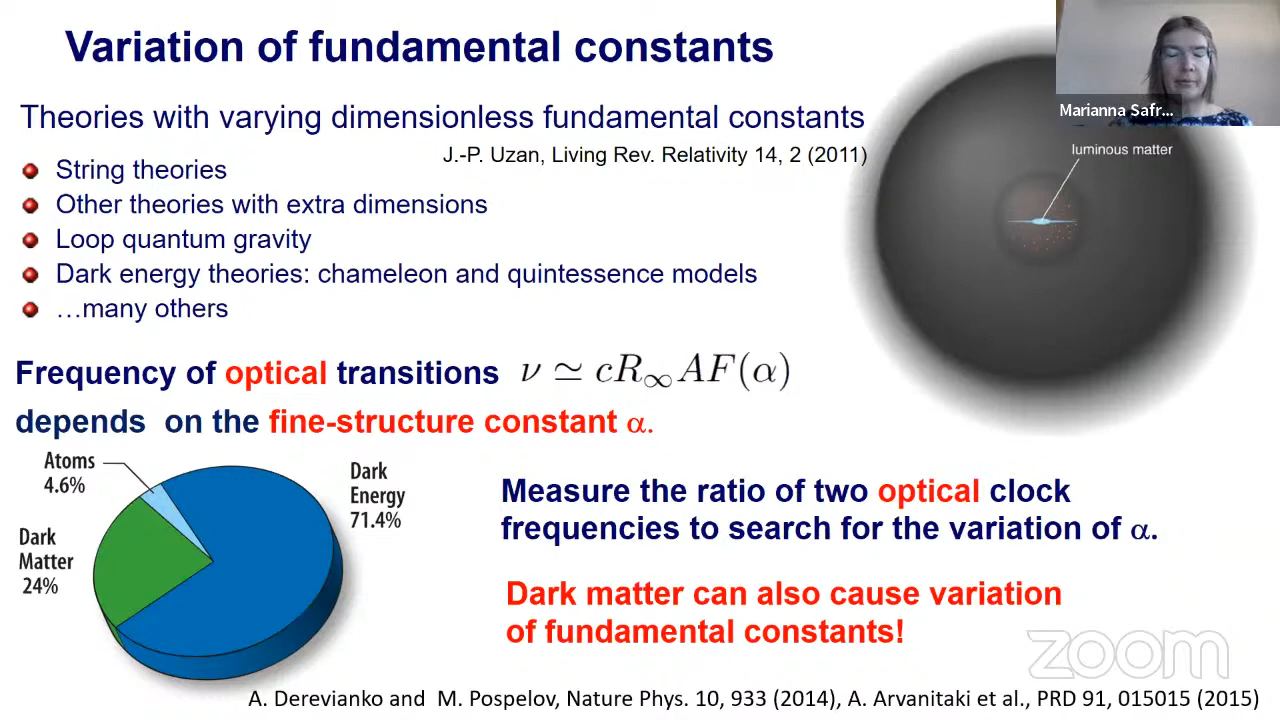 Variation of fundamental constants
Marianna Safr...
Theories with varying dimensionless fundamental constants
J.-P. Uzan, Living Rev. Relativity 14, 2 (2011)
luminous matter
String theories
Other theories with extra dimensions
Loop quantum gravity
Dark energy theories: chameleon and quintessence models
…many others
Frequency of optical transitions ν ≃ cR∞AF(α)
depends on the fine-structure constant α.
Atoms
4.6%
Dark
Energy
71.4%
Dark
Matter
24%
Measure the ratio of two optical clock
frequencies to search for the variation of α.
Dark matter can also cause variation
of fundamental constants!
zoom
A. Derevianko and M. Pospelov, Nature Phys. 10, 933 (2014), A. Arvanitaki et al., PRD 91, 015015 (2015)